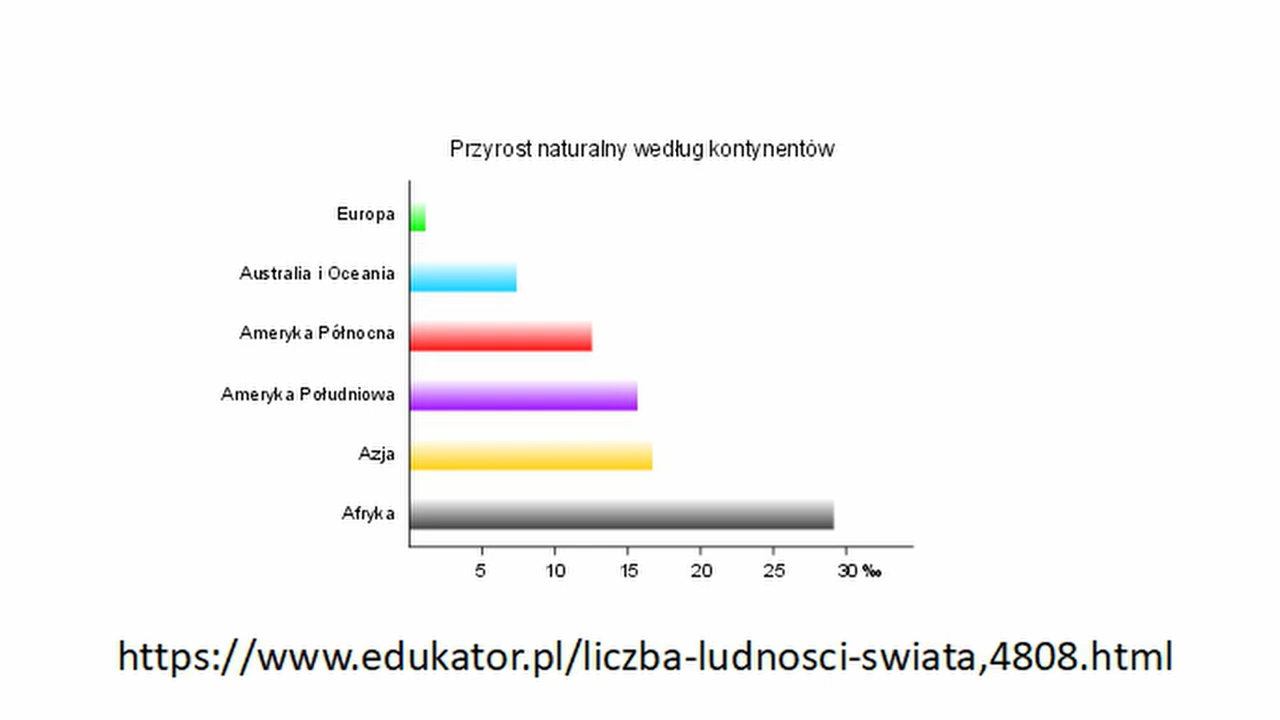 Przyrost naturalny według kontynentów
Europa
Australia i Oceania
Ameryka Północna
Ameryka Południowa
Azja
Afryka
5 10 15 20 25 30 ‰
https://www.edukator.pl/liczba-ludnosci-swiata,4808.html